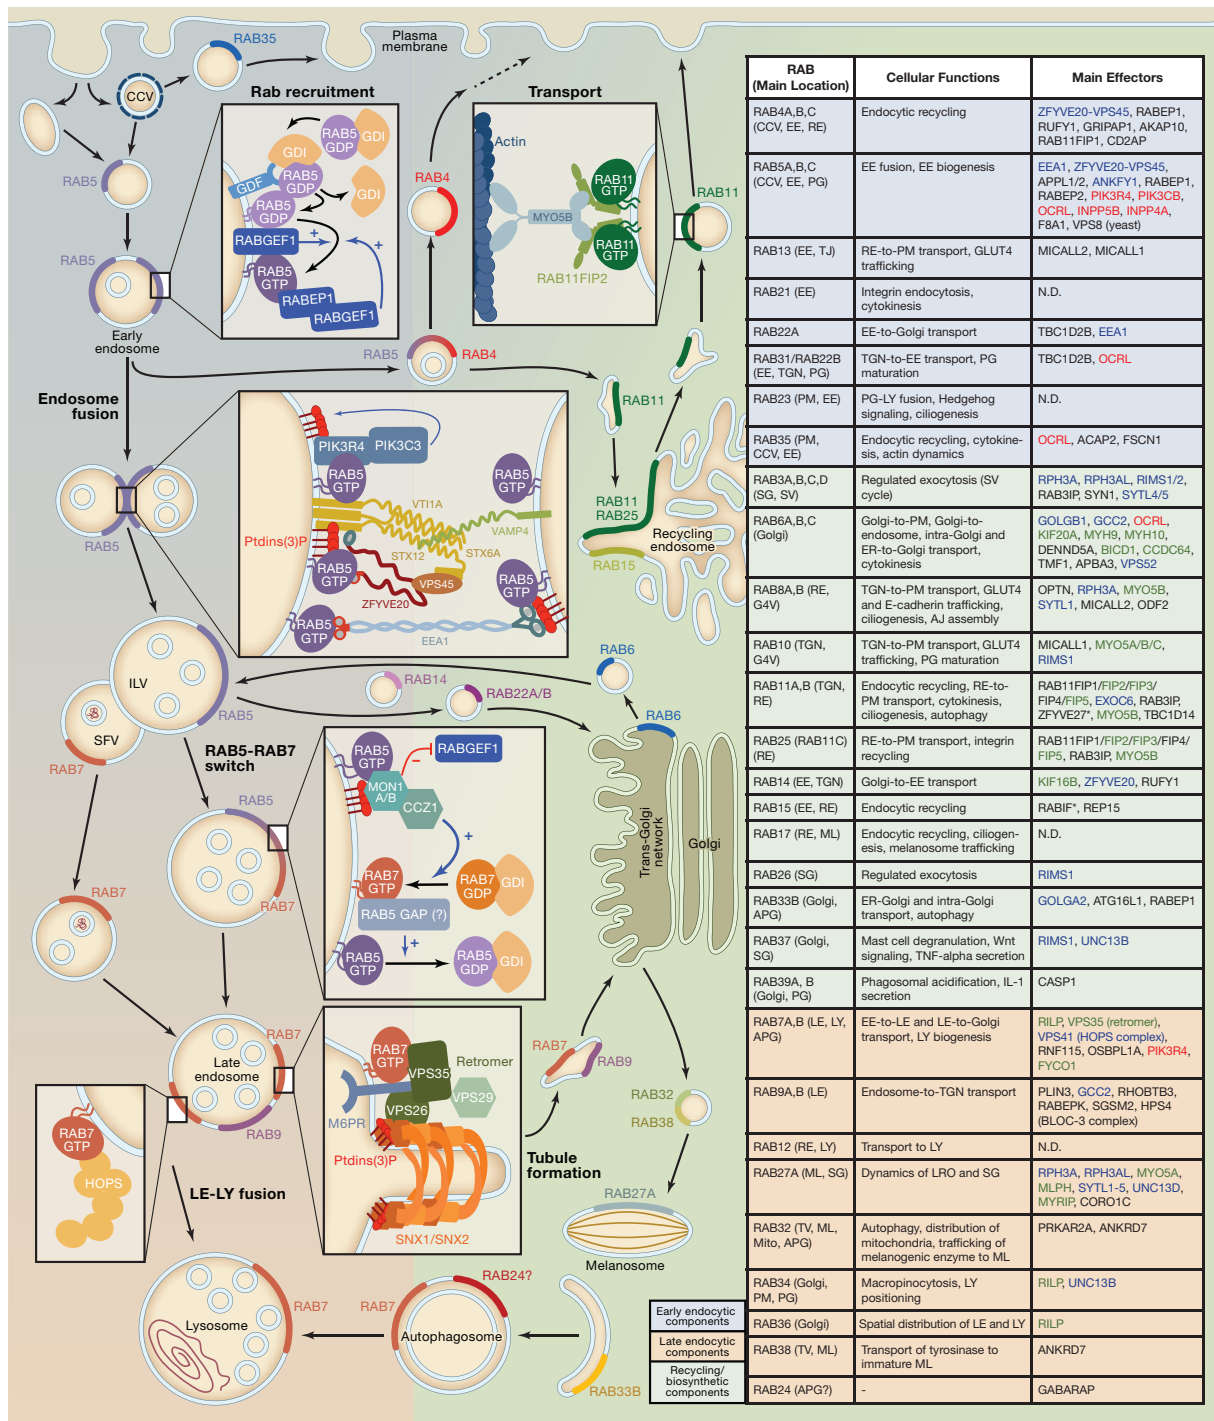 RAB35
Plasma
membrane
CCV
Rab recruitment
Transport
RAB5
GDP
GDI
GDI
RAB5
GDP
GDF
GDI
RAB5
GDP
RABGEF1
+
+
RAB5
GTP
RABEP1
RABGEF1
RAB5
RAB5
Early
endosome
RAB4
Actin
RAB11
GTP
MYO5B
RAB11
GTP
RAB11FIP2
RAB11
RAB5
RAB4
Endosome
fusion
RAB11
PIK3R4
PIK3C3
RAB5
GTP
RAB5
GTP
VTI1A
VAMP4
Ptdins(3)P
STX12
STX6A
RAB5
GTP
VPS45
RAB5
GTP
ZFYVE20
RAB5
GTP
EEA1
RAB5
RAB11
RAB25
Recycling
endosome
RAB15
ILV
RAB5
SFV
RAB7
RAB14
RAB22A/B
RAB6
RAB6
RAB5-RAB7
switch
RAB5
RAB7
RAB5
GTP
RABGEF1
–
MON1
A/B
CCZ1
+
RAB7
GTP
RAB7
GDP
GDI
RAB5 GAP (?)
+
RAB5
GTP
RAB5
GDP
GDI
Trans-Golgi
network
Golgi
RAB7
RAB7
Late
endosome
RAB9
RAB7
GTP
Retromer
VPS35
VPS29
VPS26
M6PR
Ptdins(3)P
SNX1/SNX2
RAB7
RAB9
Tubule
formation
RAB32
RAB38
RAB7
GTP
HOPS
LE-LY fusion
RAB27A
Melanosome
RAB24?
RAB7
RAB7
Lysosome
Autophagosome
RAB33B
Early endocytic
components
Late endocytic
components
Recycling/
biosynthetic
components
RAB
(Main Location)
Cellular Functions
Main Effectors
RAB4A,B,C
(CCV, EE, RE)
Endocytic recycling
ZFYVE20-VPS45, RABEP1,
RUFY1, GRIPAP1, AKAP10,
RAB11FIP1, CD2AP
RAB5A,B,C
(CCV, EE, PG)
EE fusion, EE biogenesis
EEA1, ZFYVE20-VPS45,
APPL1/2, ANKFY1, RABEP1,
RABEP2, PIK3R4, PIK3CB,
OCRL, INPP5B, INPP4A,
F8A1, VPS8 (yeast)
RAB13 (EE, TJ)
RE-to-PM transport, GLUT4
trafficking
MICALL2, MICALL1
RAB21 (EE)
Integrin endocytosis,
cytokinesis
N.D.
RAB22A
EE-to-Golgi transport
TBC1D2B, EEA1
RAB31/RAB22B
(EE, TGN, PG)
TGN-to-EE transport, PG
maturation
TBC1D2B, OCRL
RAB23 (PM, EE)
PG-LY fusion, Hedgehog
signaling, ciliogenesis
N.D.
RAB35 (PM,
CCV, EE)
Endocytic recycling, cytokine-
sis, actin dynamics
OCRL, ACAP2, FSCN1
RAB3A,B,C,D
(SG, SV)
Regulated exocytosis (SV
cycle)
RPH3A, RPH3AL, RIMS1/2,
RAB3IP, SYN1, SYTL4/5
RAB6A,B,C
(Golgi)
Golgi-to-PM, Golgi-to-
endosome, intra-Golgi and
ER-to-Golgi transport,
cytokinesis
GOLGB1, GCC2, OCRL,
KIF20A, MYH9, MYH10,
DENND5A, BICD1, CCDC64,
TMF1, APBA3, VPS52
RAB8A,B (RE,
G4V)
TGN-to-PM transport, GLUT4
and E-cadherin trafficking,
ciliogenesis, AJ assembly
OPTN, RPH3A, MYO5B,
SYTL1, MICALL2, ODF2
RAB10 (TGN,
G4V)
TGN-to-PM transport, GLUT4
trafficking, PG maturation
MICALL1, MYO5A/B/C,
RIMS1
RAB11A,B (TGN,
RE)
Endocytic recycling, RE-to-
PM transport, cytokinesis,
ciliogenesis, autophagy
RAB11FIP1/FIP2/FIP3/
FIP4/FIP5, EXOC6, RAB3IP,
ZFYVE27*, MYO5B, TBC1D14
RAB25 (RAB11C)
(RE)
RE-to-PM transport, integrin
recycling
RAB11FIP1/FIP2/FIP3/FIP4/
FIP5, RAB3IP, MYO5B
RAB14 (EE, TGN)
Golgi-to-EE transport
KIF16B, ZFYVE20, RUFY1
RAB15 (EE, RE)
Endocytic recycling
RABIF*, REP15
RAB17 (RE, ML)
Endocytic recycling, ciliogen-
esis, melanosome trafficking
N.D.
RAB26 (SG)
Regulated exocytosis
RIMS1
RAB33B (Golgi,
APG)
ER-Golgi and intra-Golgi
transport, autophagy
GOLGA2, ATG16L1, RABEP1
RAB37 (Golgi,
SG)
Mast cell degranulation, Wnt
signaling, TNF-alpha secretion
RIMS1, UNC13B
RAB39A, B
(Golgi, PG)
Phagosomal acidification, IL-1
secretion
CASP1
RAB7A,B (LE, LY,
APG)
EE-to-LE and LE-to-Golgi
transport, LY biogenesis
RILP, VPS35 (retromer),
VPS41 (HOPS complex),
RNF115, OSBPL1A, PIK3R4,
FYCO1
RAB9A,B (LE)
Endosome-to-TGN transport
PLIN3, GCC2, RHOBTB3,
RABEPK, SGSM2, HPS4
(BLOC-3 complex)
RAB12 (RE, LY)
Transport to LY
N.D.
RAB27A (ML, SG)
Dynamics of LRO and SG
RPH3A, RPH3AL, MYO5A,
MLPH, SYTL1-5, UNC13D,
MYRIP, CORO1C
RAB32 (TV, ML,
Mito, APG)
Autophagy, distribution of
mitochondria, trafficking of
melanogenic enzyme to ML
PRKAR2A, ANKRD7
RAB34 (Golgi,
PM, PG)
Macropinocytosis, LY
positioning
RILP, UNC13B
RAB36 (Golgi)
Spatial distribution of LE and LY
RILP
RAB38 (TV, ML)
Transport of tyrosinase to
immature ML
ANKRD7
RAB24 (APG?)
-
GABARAP